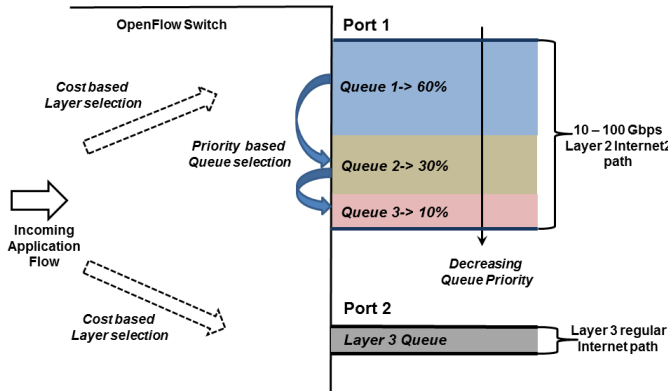 OpenFlow Switch
Port 1
Cost based
Layer selection
Queue 1-> 60%
Priority based
Queue selection
10 – 100 Gbps
Layer 2 Internet2
path
Queue 2-> 30%
Queue 3-> 10%
Incoming
Application
Flow
Decreasing
Queue Priority
Port 2
Cost based
Layer selection
Layer 3 Queue
Layer 3 regular
Internet path